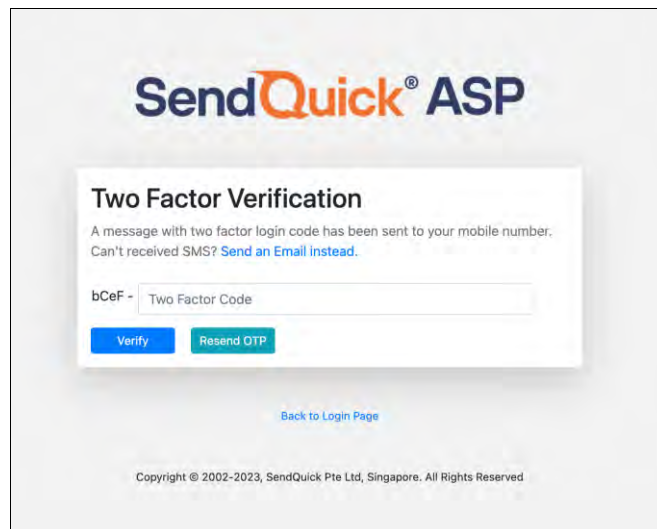 SendQuick® ASP
Two Factor Verification
A message with two factor login code has been sent to your mobile number.
Can't received SMS? Send an Email instead.
bCeF - Two Factor Code
Verify Resend OTP
Back to Login Page
Copyright © 2002-2023, SendQuick Pte Ltd, Singapore. All Rights Reserved